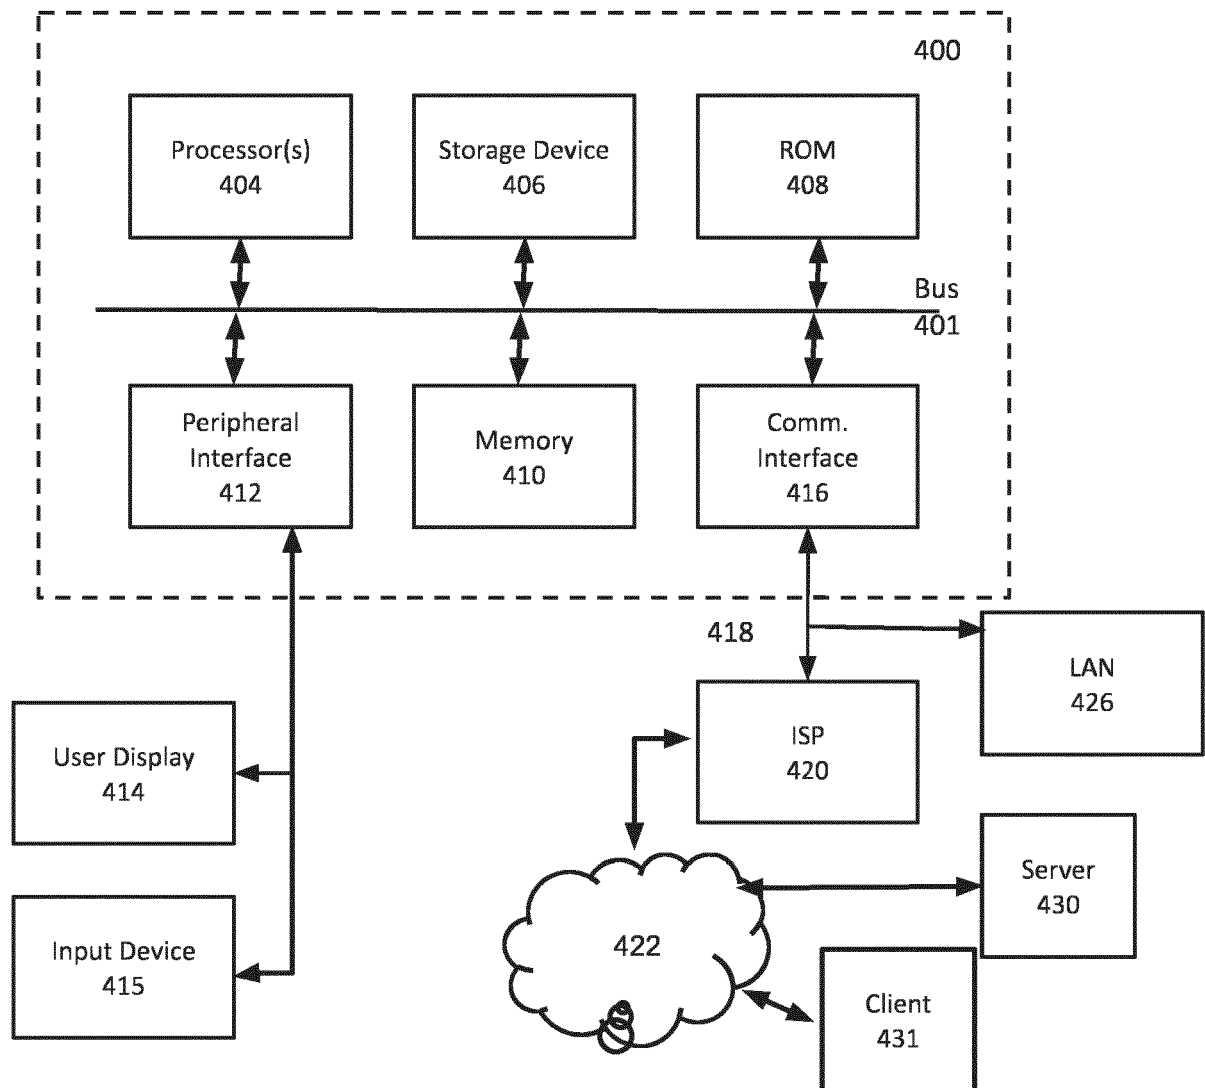 400
Processor(s)
404
Storage Device
406
ROM
408
Bus
401
Peripheral
Interface
412
Memory
410
Comm.
Interface
416
418
LAN
426
User Display
414
ISP
420
Server
430
Input Device
415
422
Client
431